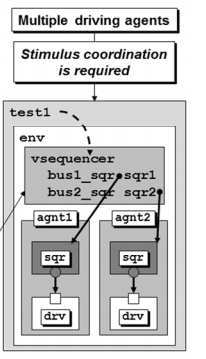 Multiple driving agents
Stimulus coordination
is required
test1
env
vsequencer
bus1_sqr sqr1
bus2_sqr sqr2
agnt1 agnt2
sqr sqr
drv drv